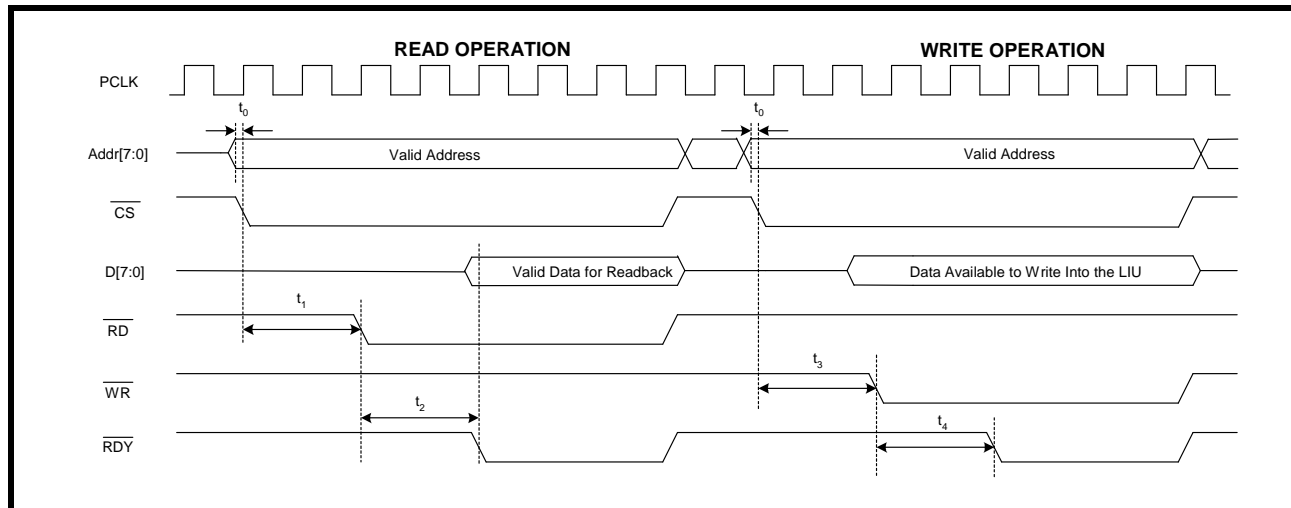 READ OPERATION WRITE OPERATION
PCLK
t0 t0
Addr[7:0] Valid Address Valid Address
CS
D[7:0] Valid Data for Readback Data Available to Write Into the LIU
t1
RD
t3
WR
t2
t4
RDY